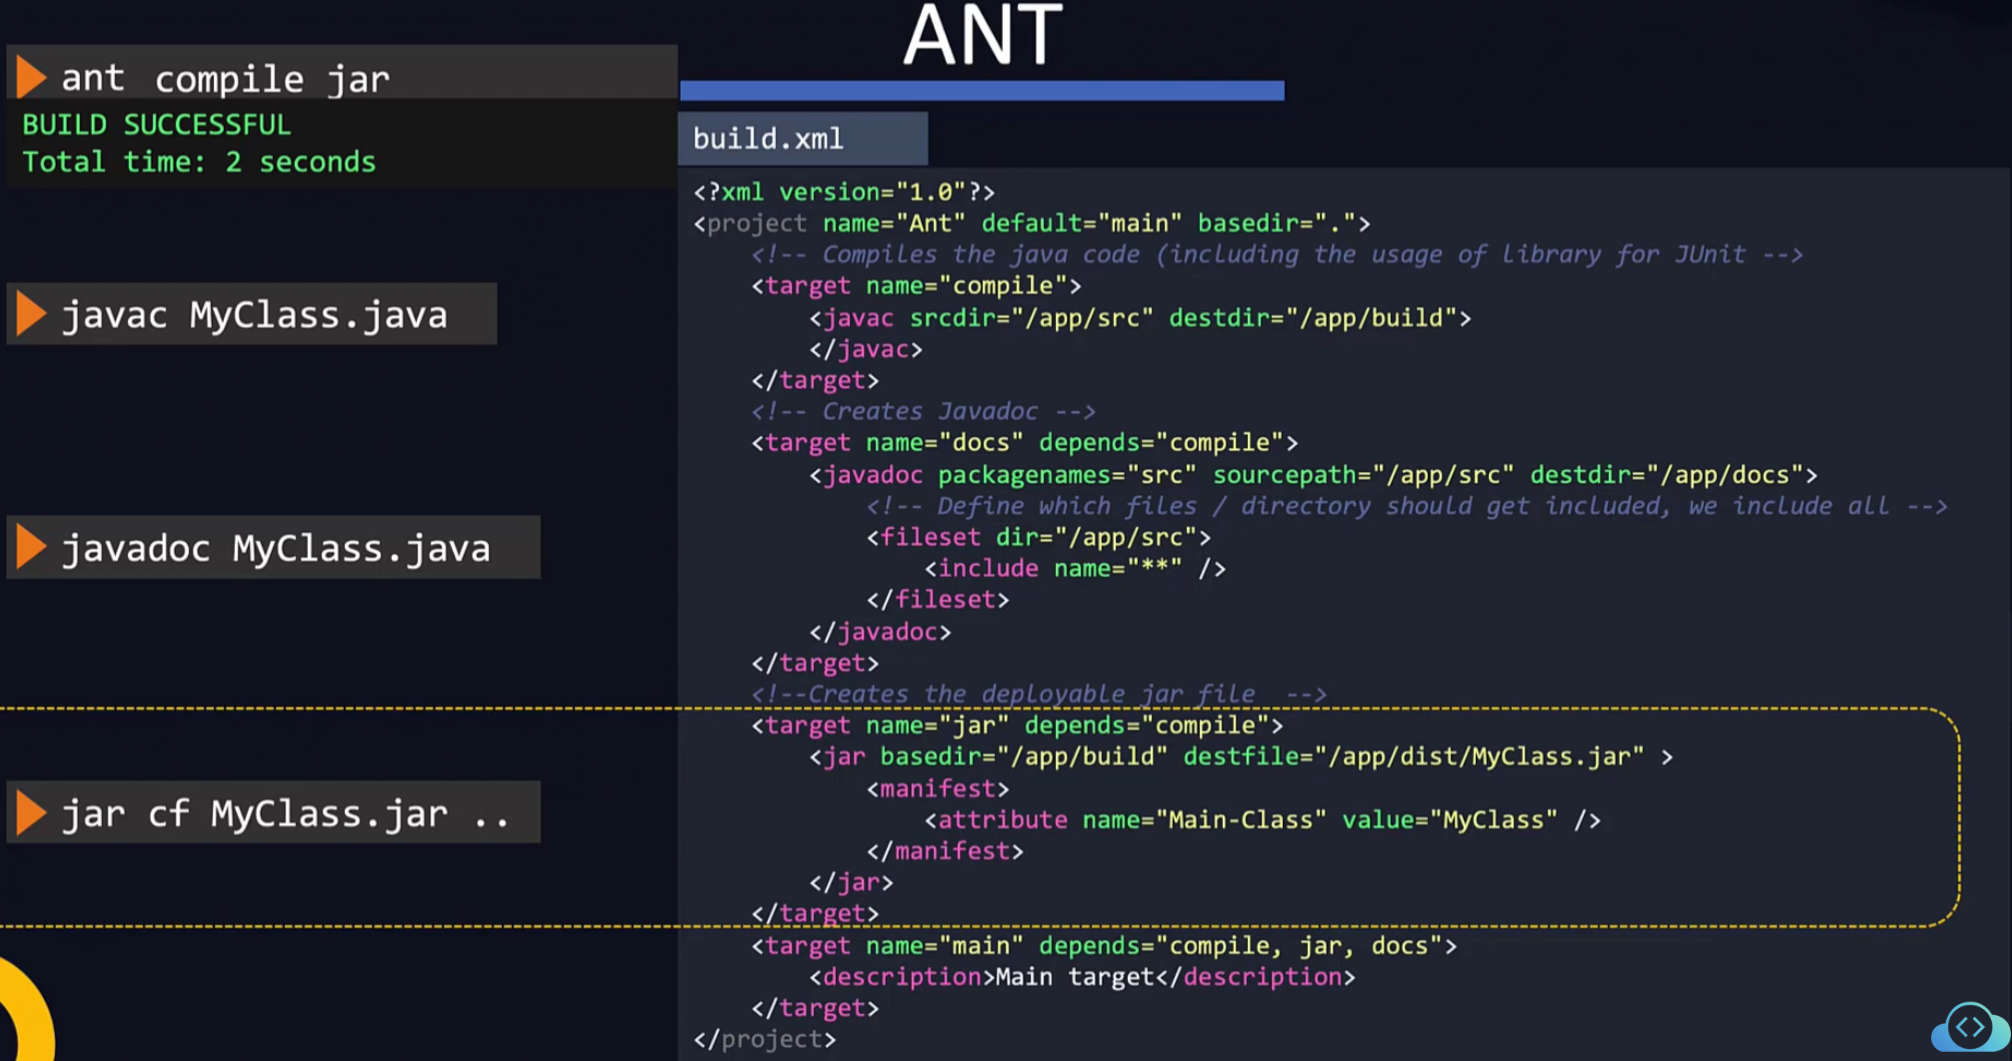 ANT
ant compile jar
BUILD SUCCESSFUL
Total time: 2 seconds
javac MyClass.java
javadoc MyClass.java
jar cf MyClass.jar ..
build.xml
<?xml version="1.0"?>
<project name="Ant" default="main" basedir=".">
<!-- Compiles the java code (including the usage of library for JUnit -->
<target name="compile">
<javac srcdir="/app/src" destdir="/app/build">
</javac>
</target>
<!-- Creates Javadoc -->
<target name="docs" depends="compile">
<javadoc packagenames="src" sourcepath="/app/src" destdir="/app/docs">
<!-- Define which files / directory should get included, we include all -->
<fileset dir="/app/src">
<include name="**" />
</fileset>
</javadoc>
</target>
<!--Creates the deployable jar file  -->
<target name="jar" depends="compile">
<jar basedir="/app/build" destfile="/app/dist/MyClass.jar" >
<manifest>
<attribute name="Main-Class" value="MyClass" />
</manifest>
</jar>
</target>
<target name="main" depends="compile, jar, docs">
<description>Main target</description>
</target>
</project>